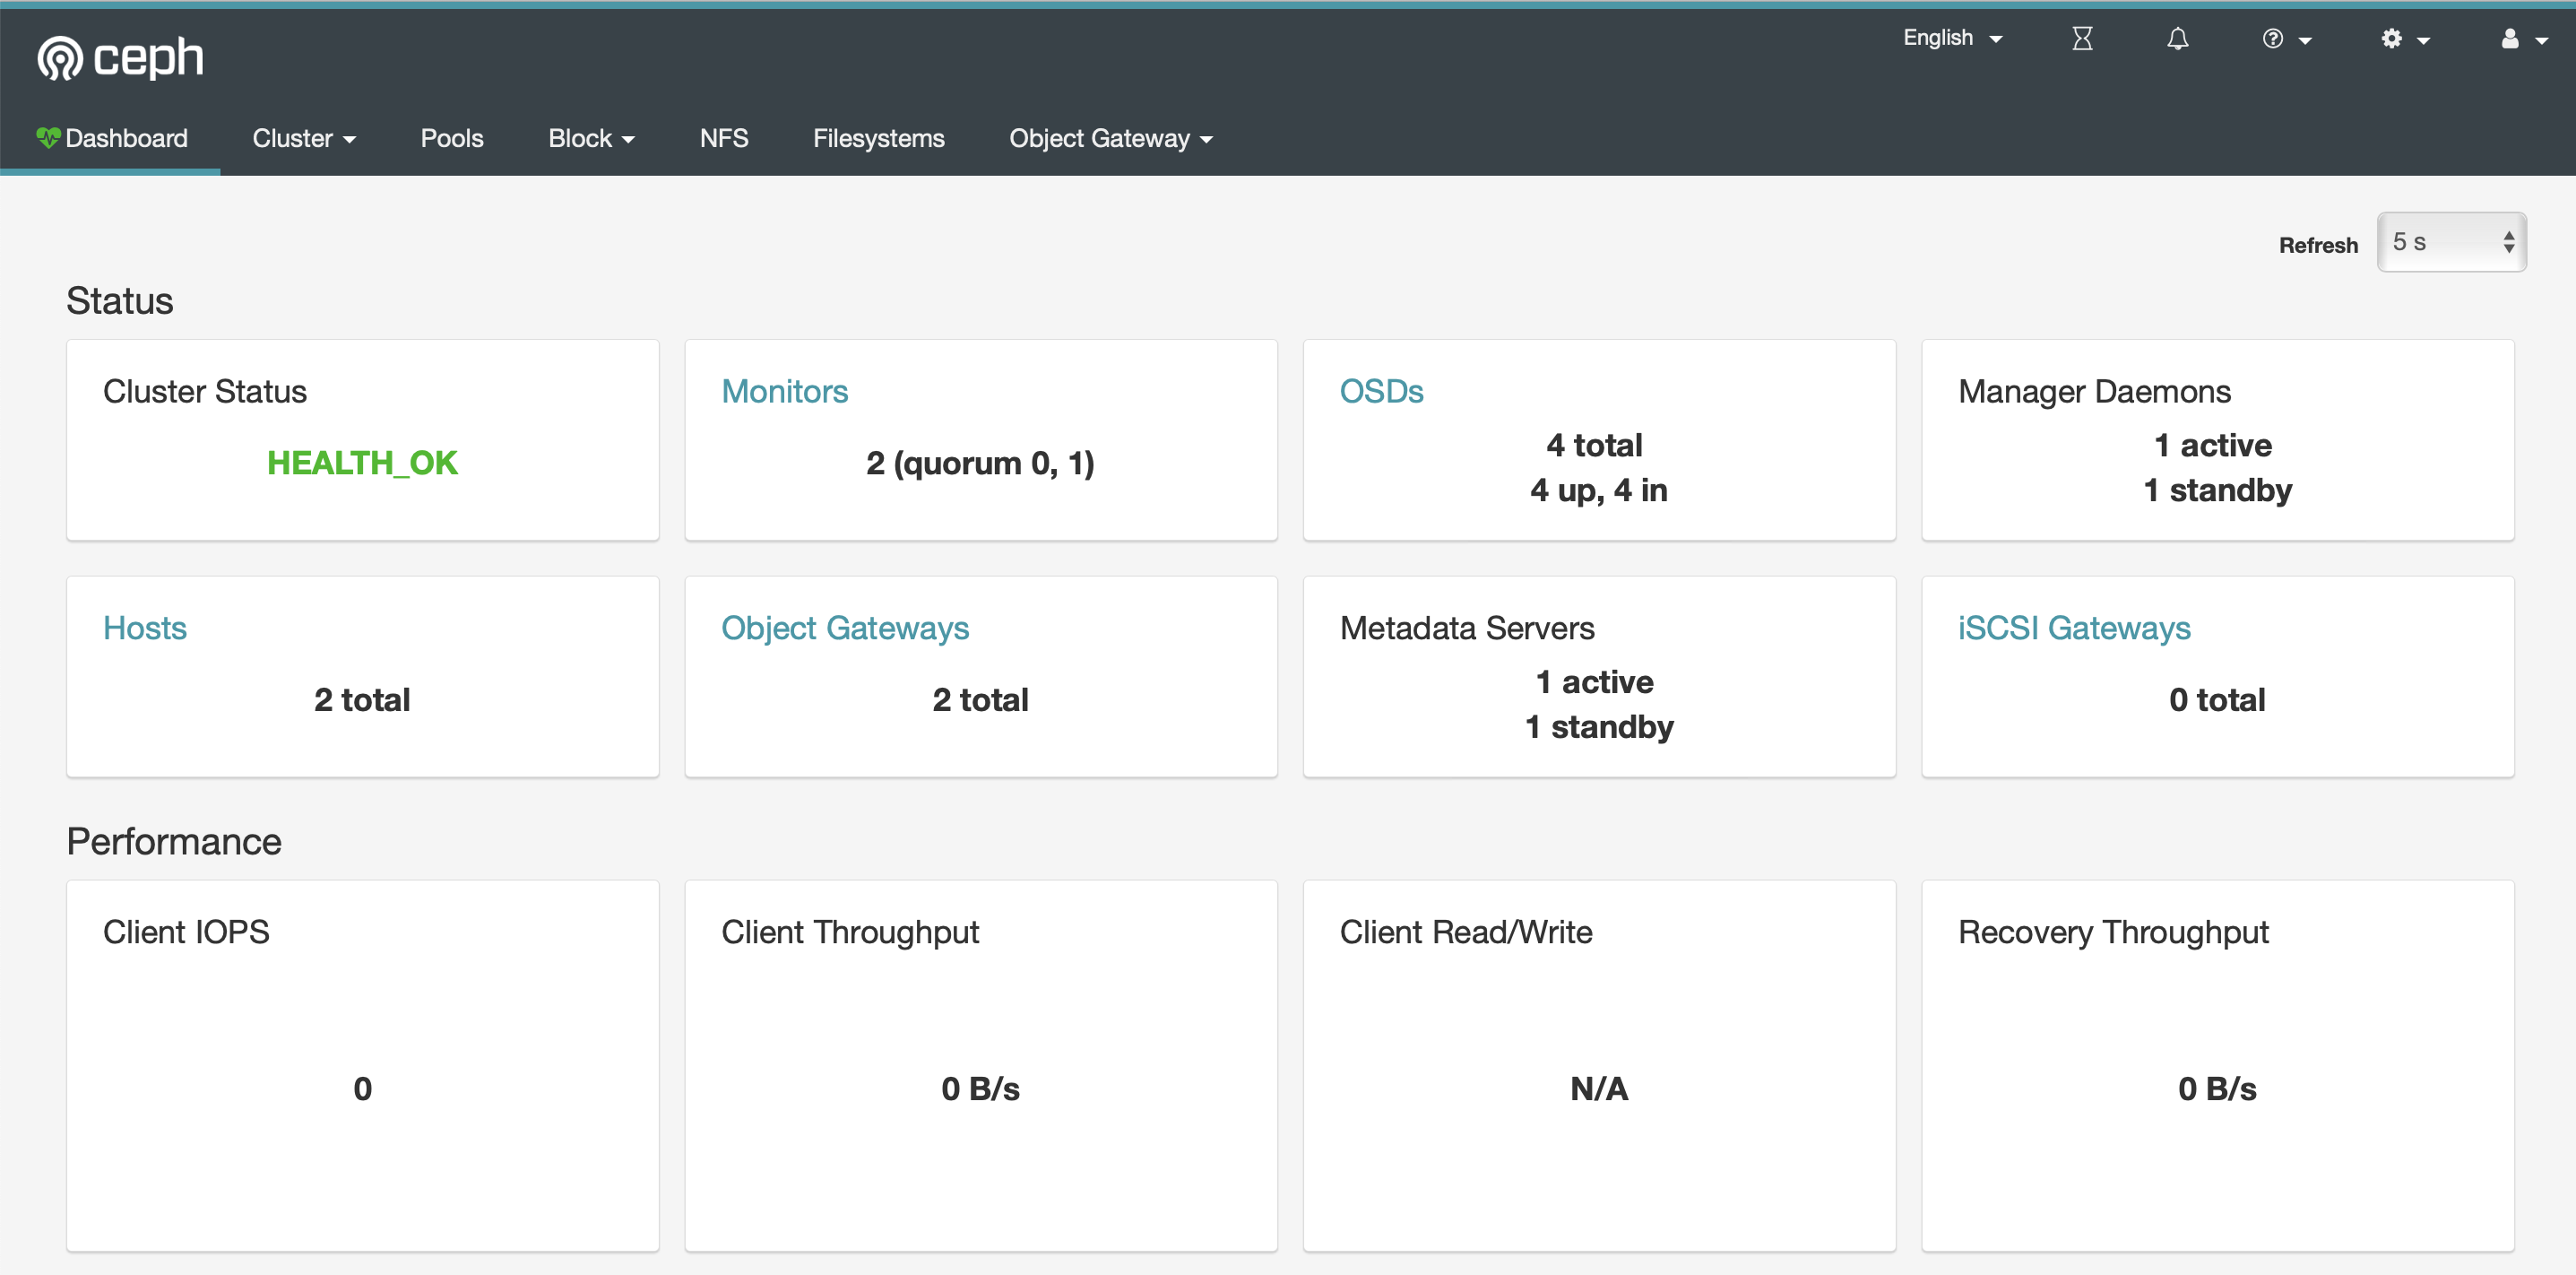 ceph
English
Dashboard Cluster Pools Block NFS Filesystems Object Gateway
Refresh 5 s
Status
Cluster Status
HEALTH_OK
Monitors
2 (quorum 0, 1)
OSDs
4 total
4 up, 4 in
Manager Daemons
1 active
1 standby
Hosts
2 total
Object Gateways
2 total
Metadata Servers
1 active
1 standby
iSCSI Gateways
0 total
Performance
Client IOPS
0
Client Throughput
0 B/s
Client Read/Write
N/A
Recovery Throughput
0 B/s